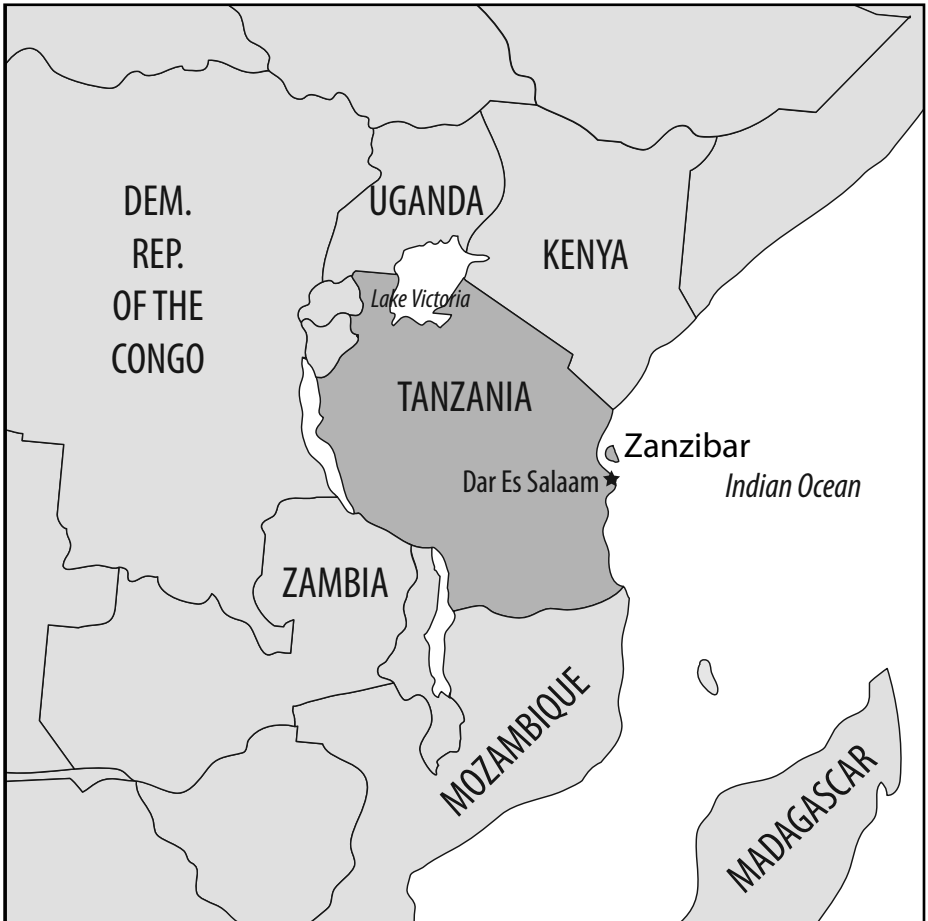 DEM.
REP.
OF THE
CONGO
UGANDA
KENYA
Lake Victoria
TANZANIA
Zanzibar
Dar Es Salaam
Indian Ocean
ZAMBIA
MOZAMBIQUE
MADAGASCAR